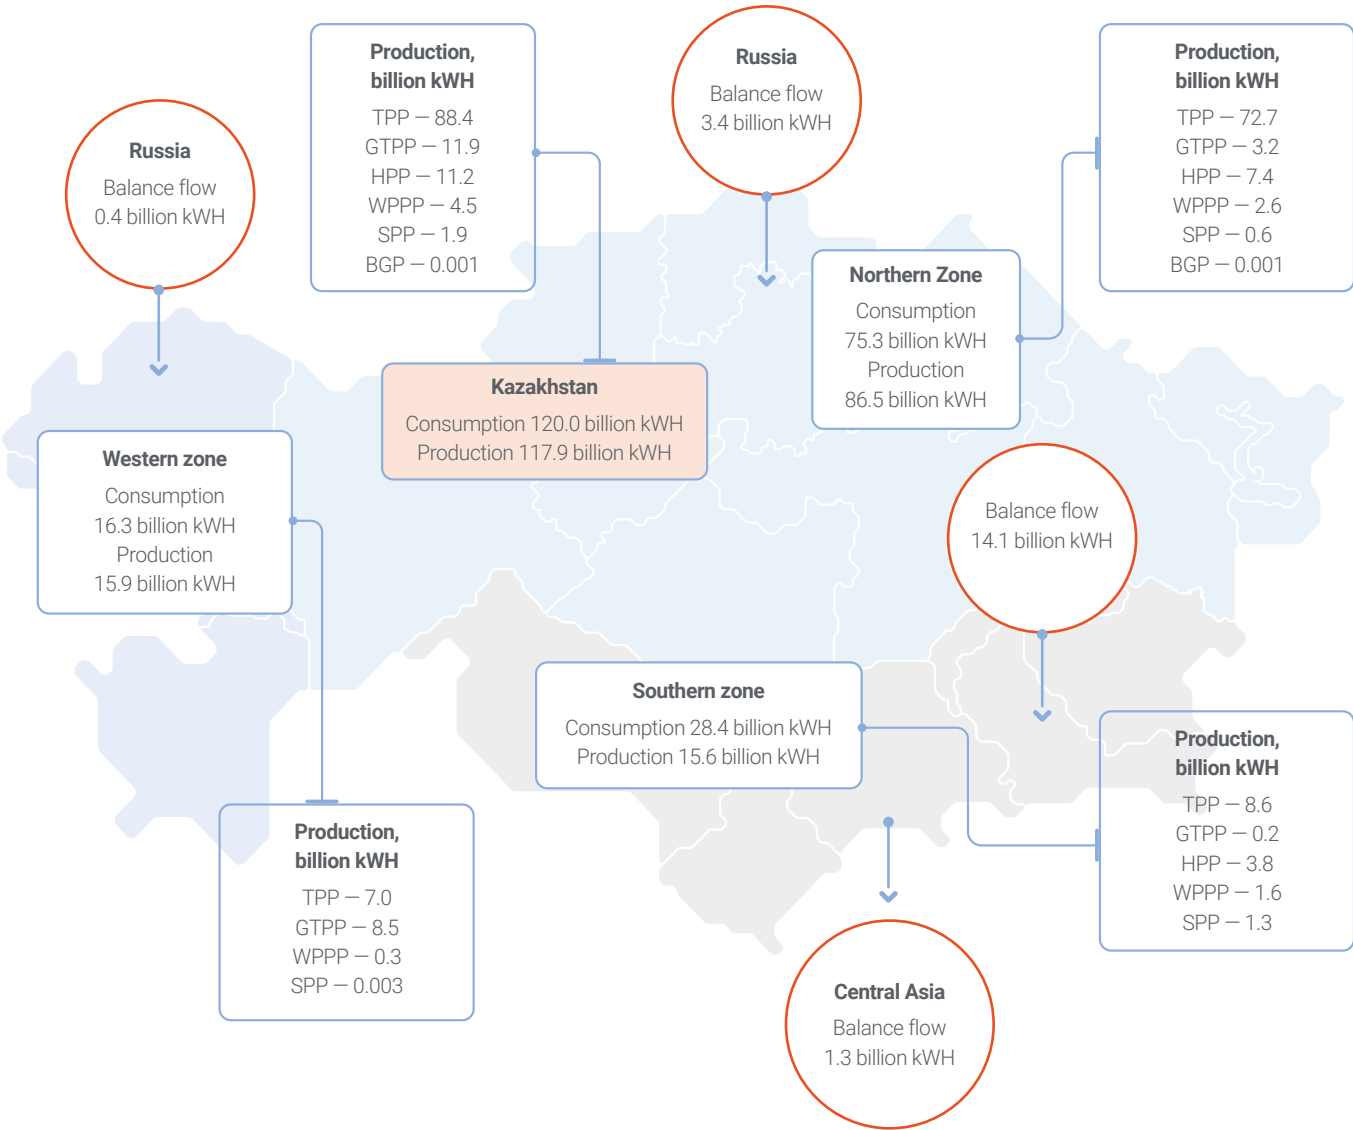 Production,
billion kWH
TPP — 88.4
GTPP — 11.9
HPP — 11.2
WPPP — 4.5
SPP — 1.9
BGP — 0.001
Russia
Balance flow
3.4 billion kWH
Production,
billion kWH
TPP — 72.7
GTPP — 3.2
HPP — 7.4
WPPP — 2.6
SPP — 0.6
BGP — 0.001
Russia
Balance flow
0.4 billion kWH
Northern Zone
Consumption
75.3 billion kWH
Production
86.5 billion kWH
Kazakhstan
Consumption 120.0 billion kWH
Production 117.9 billion kWH
Western zone
Consumption
16.3 billion kWH
Production
15.9 billion kWH
Balance flow
14.1 billion kWH
Southern zone
Consumption 28.4 billion kWH
Production 15.6 billion kWH
Production,
billion kWH
TPP — 8.6
GTPP — 0.2
HPP — 3.8
WPPP — 1.6
SPP — 1.3
Production,
billion kWH
TPP — 7.0
GTPP — 8.5
WPPP — 0.3
SPP — 0.003
Central Asia
Balance flow
1.3 billion kWH